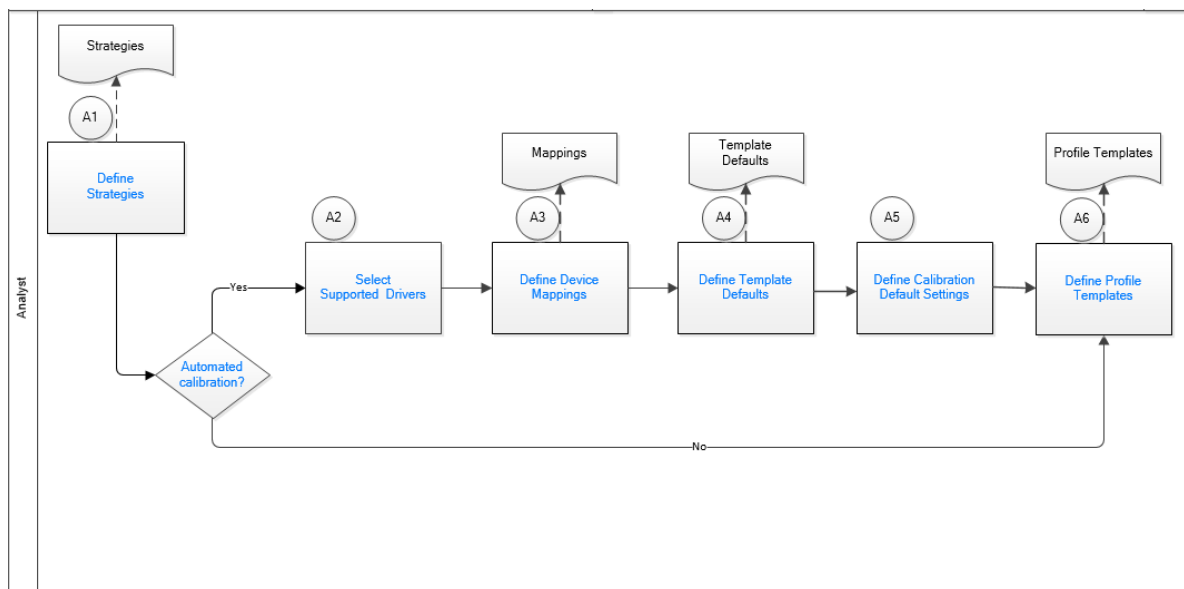 Analyst
Strategies
A1
Define
Strategies
Automated
calibration?
Yes
No
A2
Select
Supported Drivers
Mappings
A3
Define Device
Mappings
Template
Defaults
A4
Define Template
Defaults
A5
Define Calibration
Default Settings
Profile Templates
A6
Define Profile
Templates